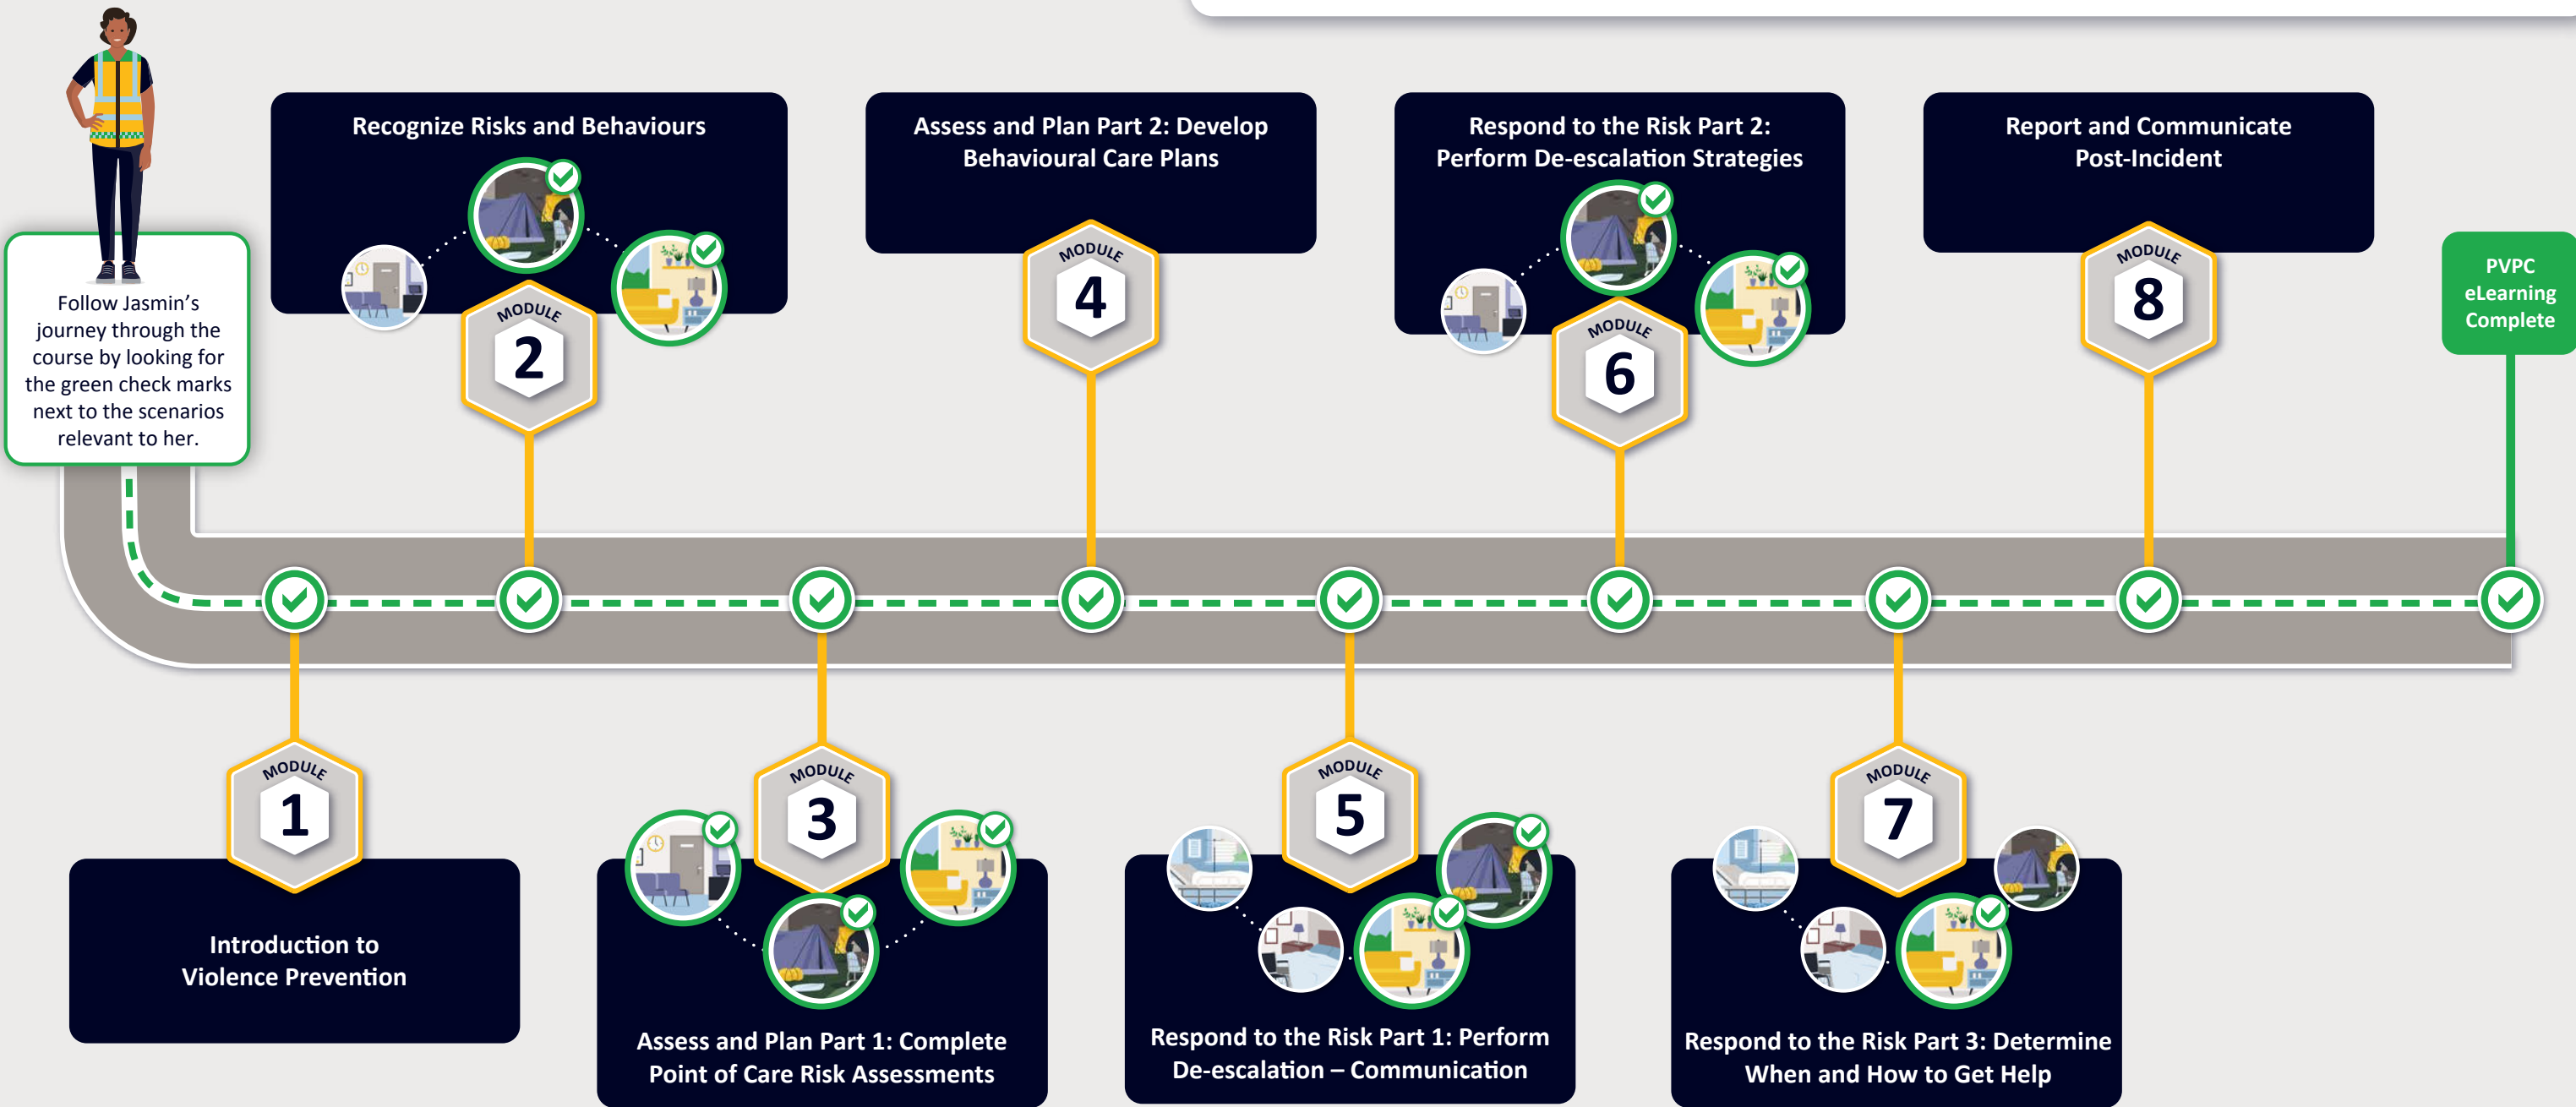 Follow Jasmin's
journey through the
course by looking for
the green check marks
next to the scenarios
relevant to her.
MODULE
1
Introduction to
Violence Prevention
Recognize Risks and Behaviours
MODULE
2
MODULE
3
Assess and Plan Part 1: Complete
Point of Care Risk Assessments
Assess and Plan Part 2: Develop
Behavioural Care Plans
MODULE
4
MODULE
5
Respond to the Risk Part 1: Perform
De-escalation – Communication
Respond to the Risk Part 2:
Perform De-escalation Strategies
MODULE
6
MODULE
7
Respond to the Risk Part 3: Determine
When and How to Get Help
Report and Communicate
Post-Incident
MODULE
8
PVPC
eLearning
Complete